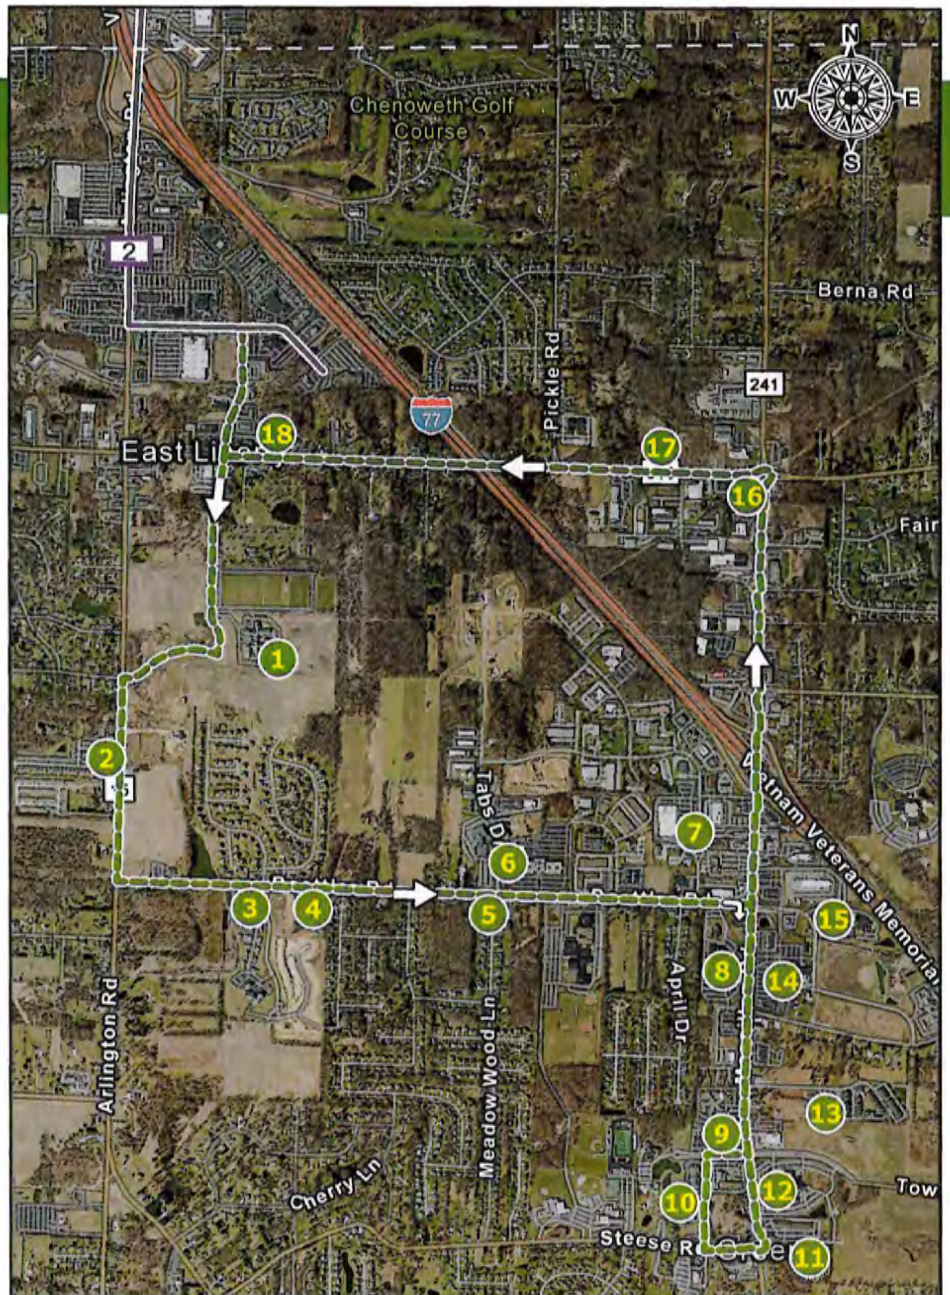 N
W E
S
Chenoweth Golf
Course
2
Berna Rd
Pickle Rd
241
77
18
17
16
Fair
1
2
Vietnam Veterans Memorial
Tabs D
7
6
3
4
5
15
8
14
April Dr
Arlington Rd
Meadow Wood Ln
13
9
Cherry Ln
10
12
Tow
Steese R
11